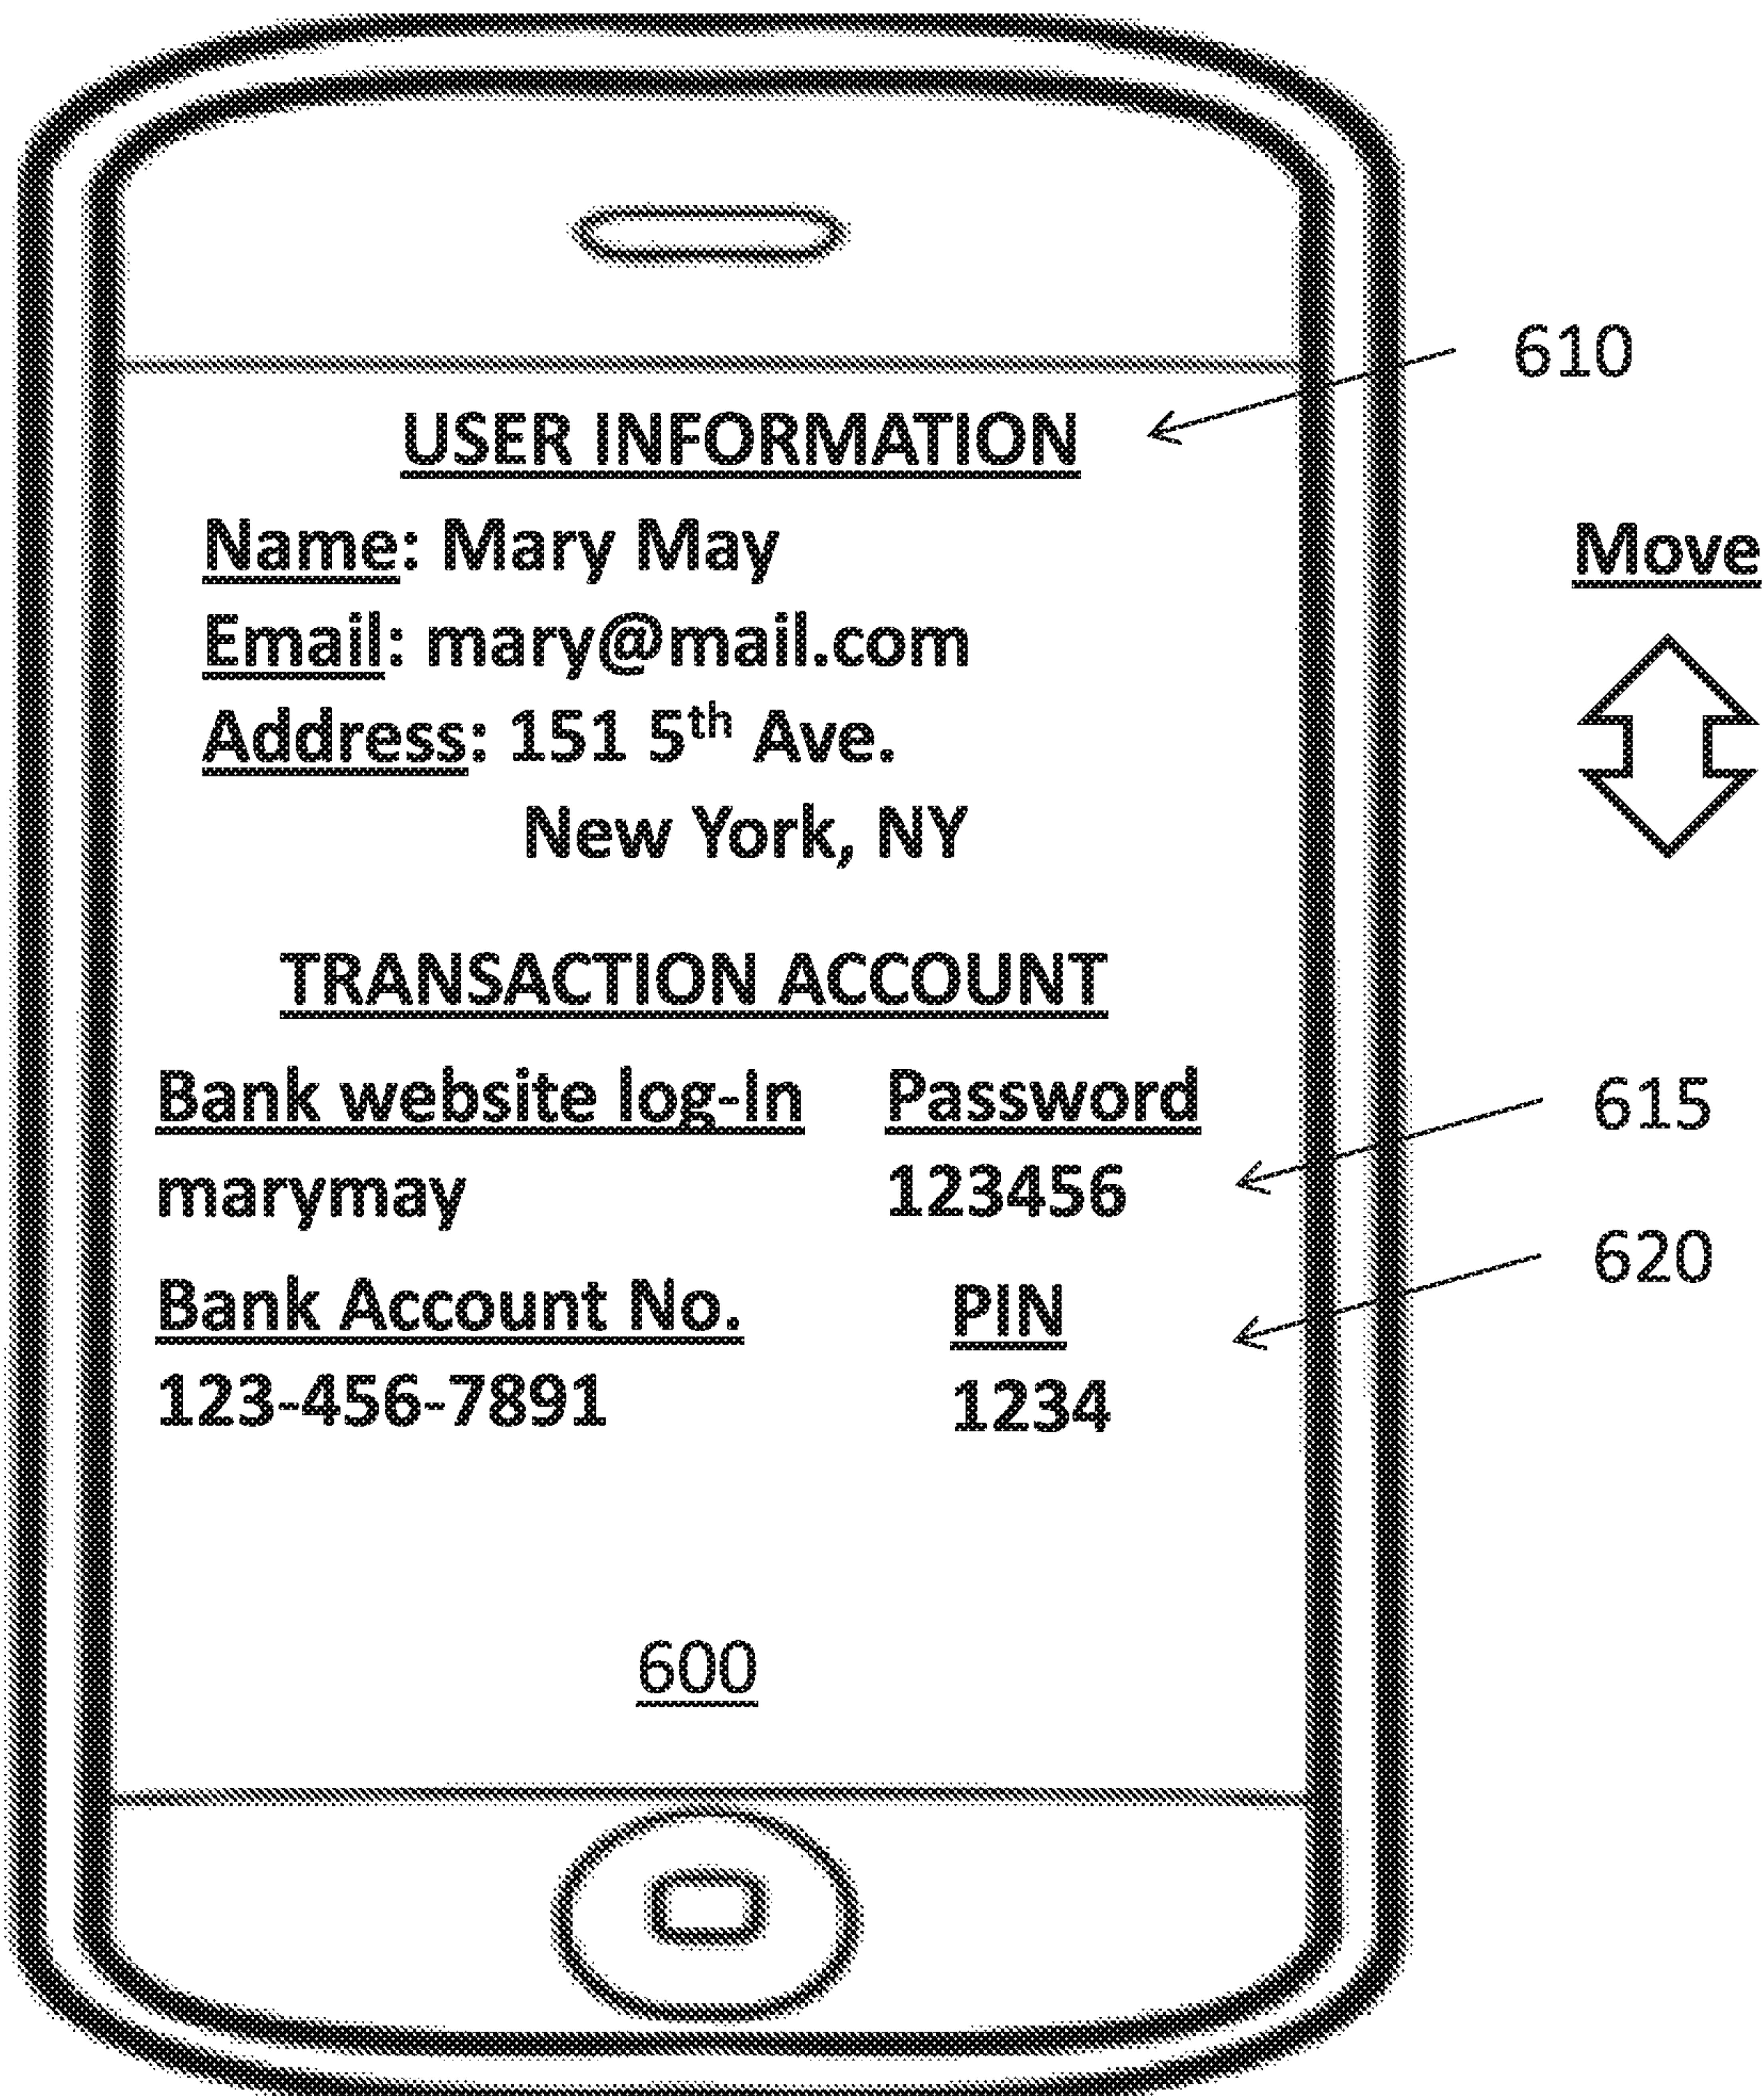 610
USER INFORMATION
Name: Mary May
Move
Email: mary@mail.com
Address: 151 5th Ave.
New York, NY
TRANSACTION ACCOUNT
Bank website log-In Password
615
marymay 123456
620
Bank Account No. PIN
123-456-7891 1234
600